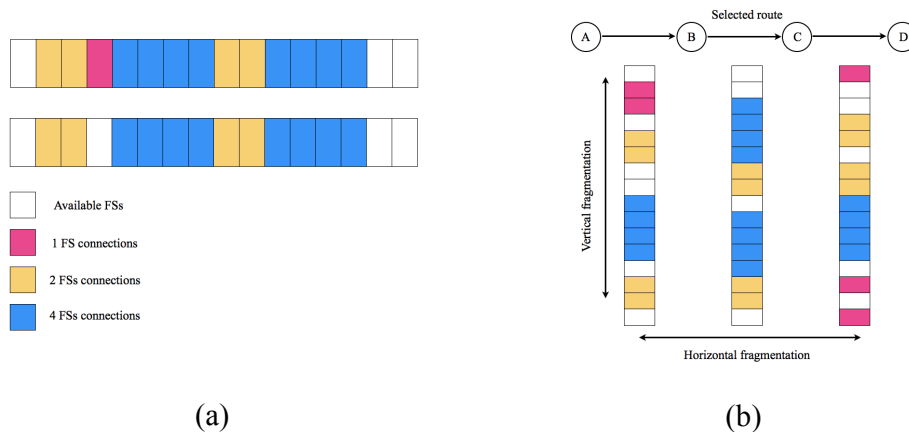 Available FSs
1 FS connections
2 FSs connections
4 FSs connections
(a)
Selected route
A
B
C
D
Vertical fragmentation
Horizontal fragmentation
(b)